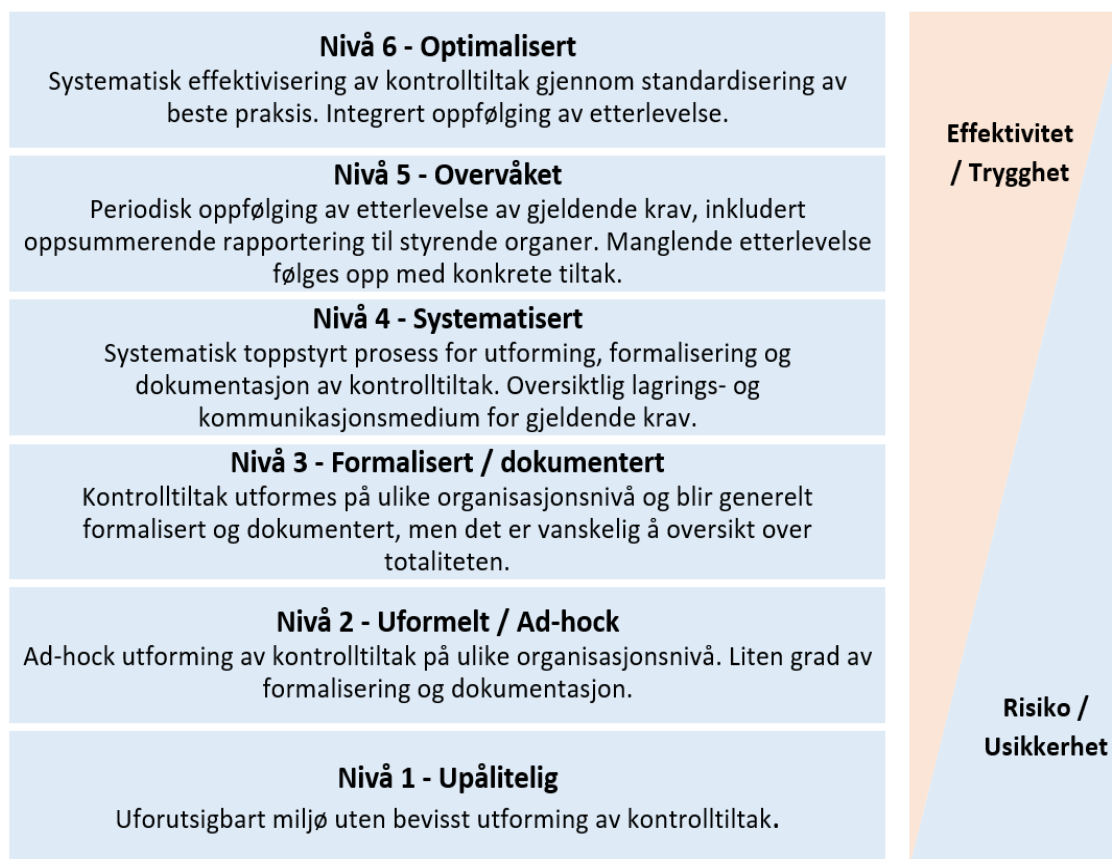 Nivå 6 - Optimalisert
Systematisk effektivisering av kontrolltiltak gjennom standardisering av
beste praksis. Integrert oppfølging av etterlevelse.
Nivå 5 - Overvåket
Periodisk oppfølging av etterlevelse av gjeldende krav, inkludert
oppsummerende rapportering til styrende organer. Manglende etterlevelse
følges opp med konkrete tiltak.
Nivå 4 - Systematisert
Systematisk toppstyrt prosess for utforming, formalisering og
dokumentasjon av kontrolltiltak. Oversiktlig lagrings- og
kommunikasjonsmedium for gjeldende krav.
Nivå 3 - Formalisert / dokumentert
Kontrolltiltak utformes på ulike organisasjonsnivå og blir generelt
formalisert og dokumentert, men det er vanskelig å oversikt over
totaliteten.
Nivå 2 - Uformelt / Ad-hock
Ad-hock utforming av kontrolltiltak på ulike organisasjonsnivå. Liten grad av
formalisering og dokumentasjon.
Nivå 1 - Upålitelig
Uforutsigbart miljø uten bevisst utforming av kontrolltiltak.
Effektivitet
/ Trygghet
Risiko /
Usikkerhet